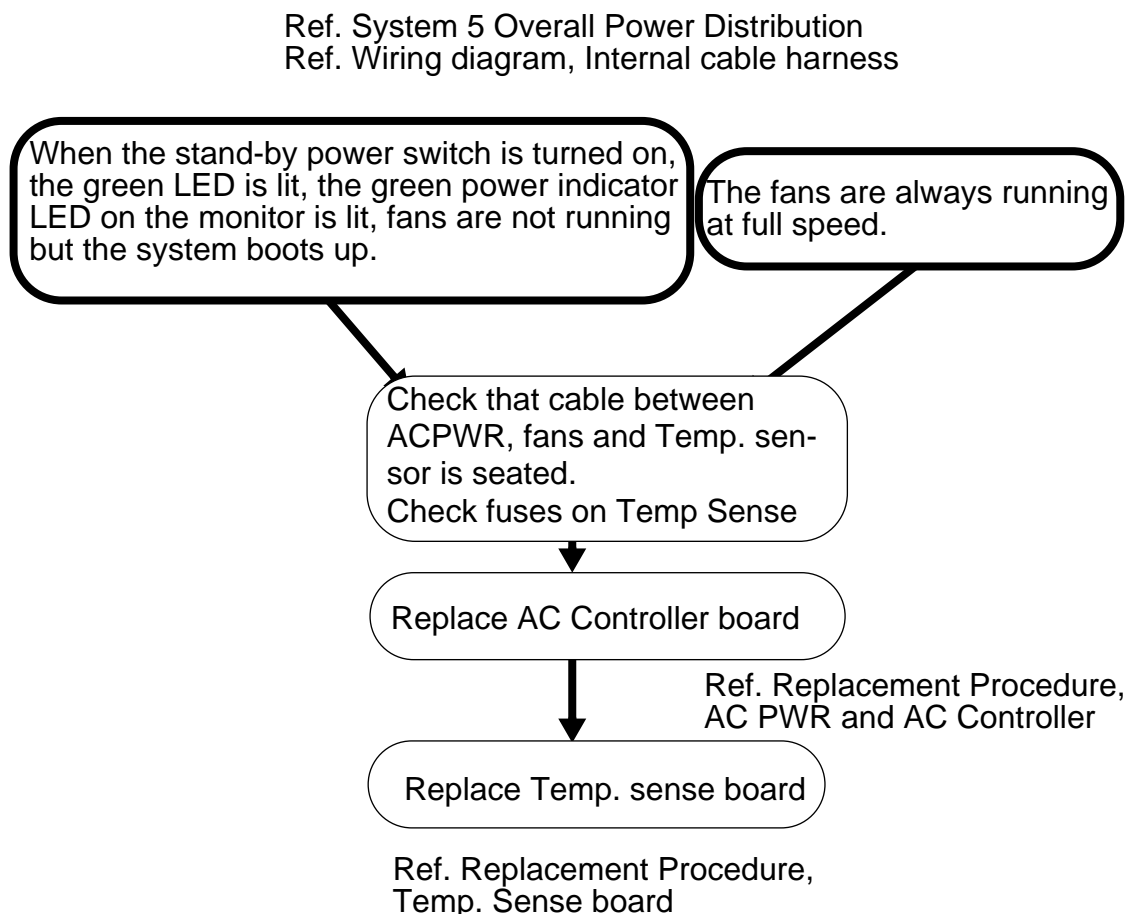 Ref. System 5 Overall Power Distribution
Ref. Wiring diagram, Internal cable harness
When the stand-by power switch is turned on,
the green LED is lit, the green power indicator
LED on the monitor is lit, fans are not running
but the system boots up.
The fans are always running
at full speed.
Check that cable between
ACPWR, fans and Temp. sen-
sor is seated.
Check fuses on Temp Sense
Replace AC Controller board
Ref. Replacement Procedure,
AC PWR and AC Controller
Replace Temp. sense board
Ref. Replacement Procedure,
Temp. Sense board